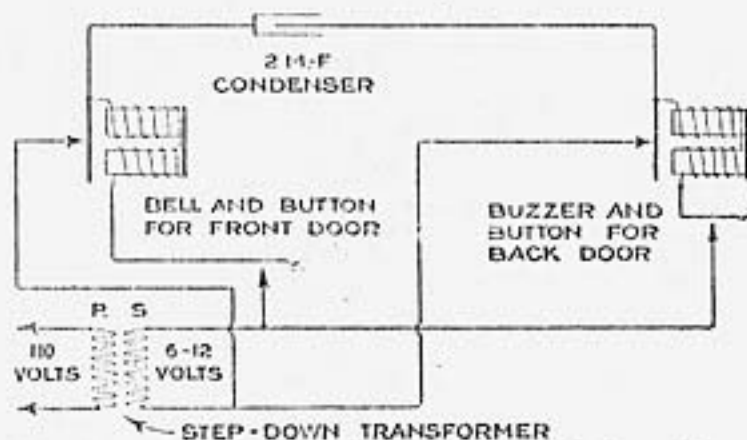 2 M-F
CONDENSER
BELL AND BUTTON
FOR FRONT DOOR
BUZZER AND
BUTTON FOR
BACK DOOR
P. S
110
VOLTS
6-12
VOLTS
STEP-DOWN TRANSFORMER